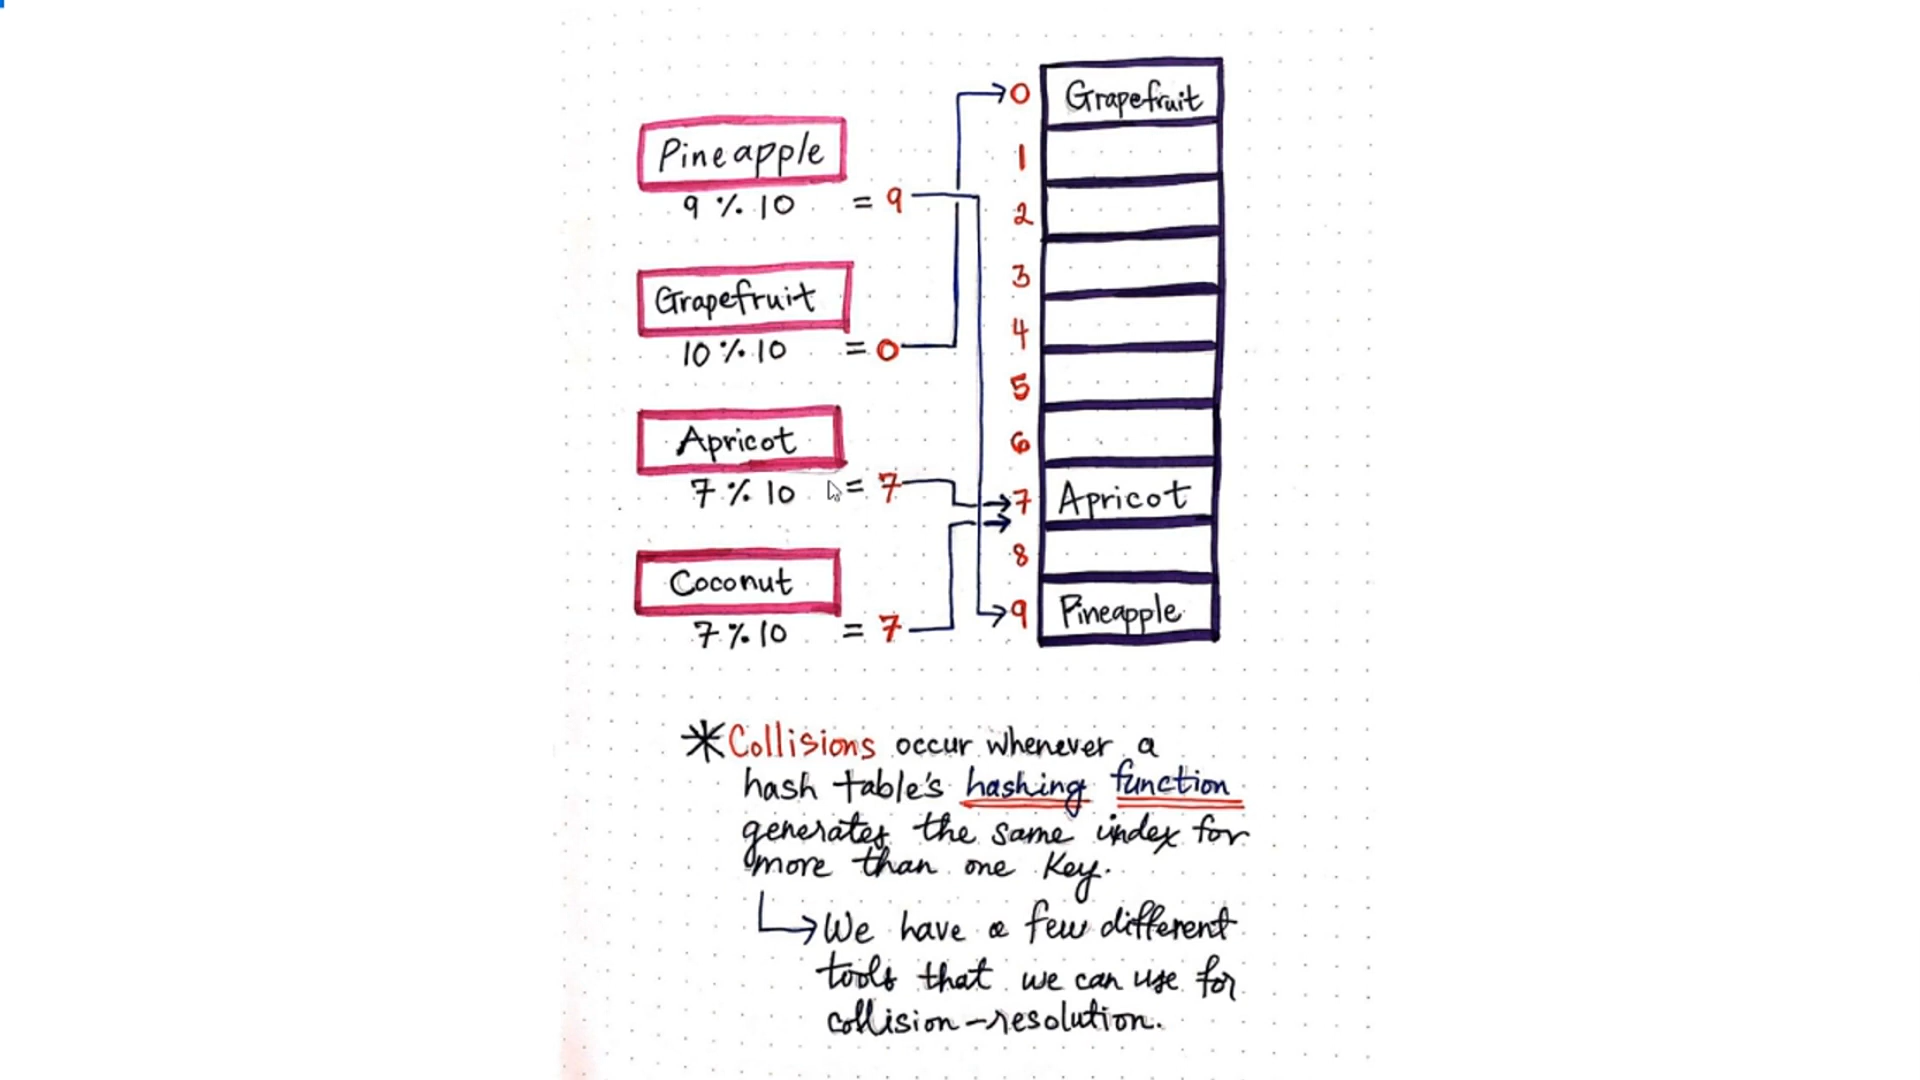 Pineapple
9 % 10 = 9
Grapefruit
10 % 10 = 0
Apricot
7 % 10 = 7
Coconut
7 % 10 = 7
0 Grapefruit
1
2
3
4
5
6
7 Apricot
8
9 Pineapple
*Collisions occur whenever a
hash table's hashing function
generates the same index for
more than one key.
We have a few different
tools that we can use for
collision-resolution.